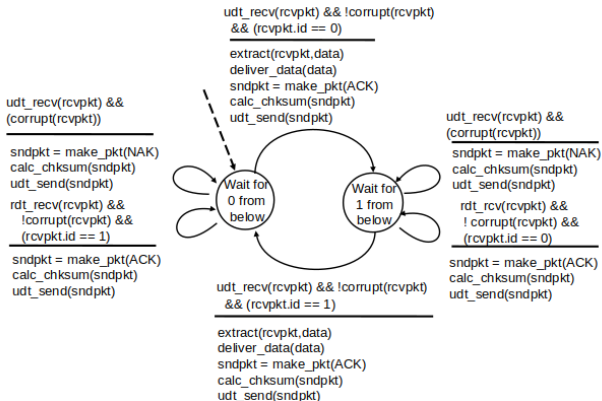 udt_recv(rcvpkt) && !corrupt(rcvpkt)
&& (rcvpkt.id == 0)
extract(rcvpkt,data)
deliver_data(data)
sndpkt = make_pkt(ACK)
calc_chksum(sndpkt)
udt_send(sndpkt)
udt_recv(rcvpkt) &&
(corrupt(rcvpkt))
sndpkt = make_pkt(NAK)
calc_chksum(sndpkt)
udt_send(sndpkt)
rdt_recv(rcvpkt) &&
!corrupt(rcvpkt) &&
(rcvpkt.id == 1)
sndpkt = make_pkt(ACK)
calc_chksum(sndpkt)
udt_send(sndpkt)
Wait for
0 from
below
Wait for
1 from
below
udt_recv(rcvpkt) &&
(corrupt(rcvpkt))
sndpkt = make_pkt(NAK)
calc_chksum(sndpkt)
udt_send(sndpkt)
rdt_rcv(rcvpkt) &&
! corrupt(rcvpkt) &&
(rcvpkt.id == 0)
sndpkt = make_pkt(ACK)
calc_chksum(sndpkt)
udt_send(sndpkt)
udt_recv(rcvpkt) && !corrupt(rcvpkt)
&& (rcvpkt.id == 1)
extract(rcvpkt,data)
deliver_data(data)
sndpkt = make_pkt(ACK)
calc_chksum(sndpkt)
udt_send(sndpkt)